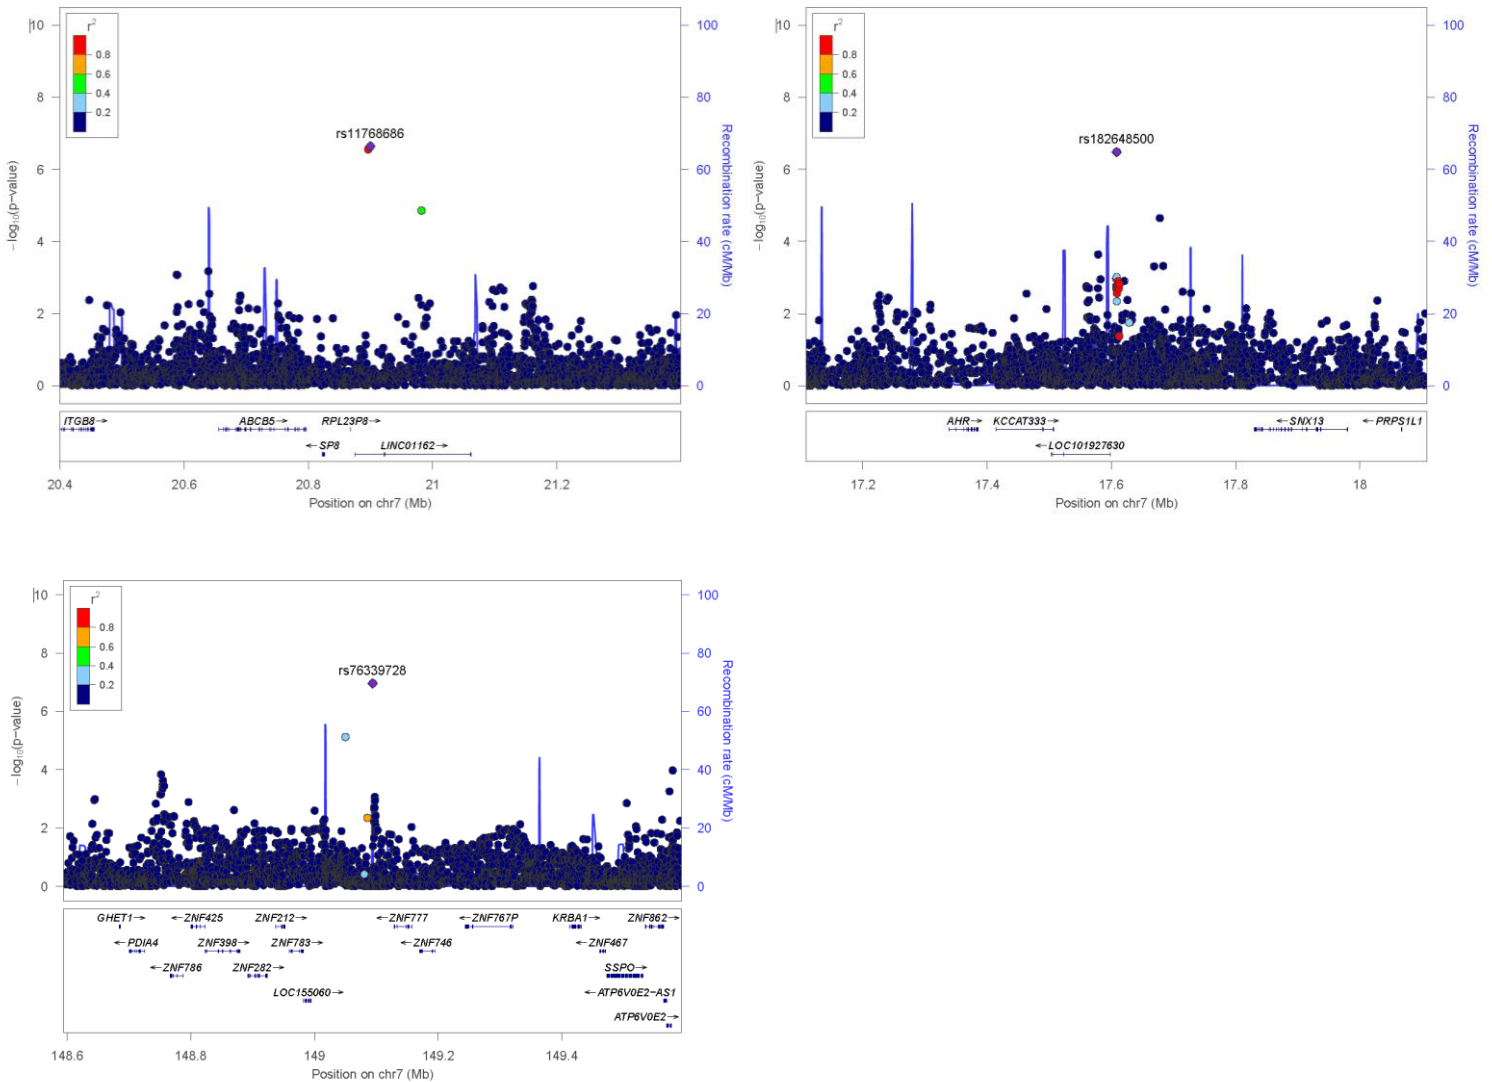 10 r² 100
0.8
0.6
8 0.4 80
0.2
rs11768686
6 60
− log10(p−value)
Recombination rate (cM/Mb)
4 40
2 20
0 0
ITGB8→ ABCB5→ RPL23P8→
←SP8 LINC01162→
20.4 20.6 20.8 21 21.2
Position on chr7 (Mb)
10 r² 100
0.8
0.6
8 0.4 80
0.2
rs182648500
6 60
− log10(p−value)
Recombination rate (cM/Mb)
4 40
2 20
0 0
AHR→ KCCAT333→ ←SNX13 ←PRPS1L1
←LOC101927630
17.2 17.4 17.6 17.8 18
Position on chr7 (Mb)
10 r² 100
0.8
0.6
8 0.4 80
0.2
rs76339728
6 60
− log10(p−value)
Recombination rate (cM/Mb)
4 40
2 20
0 0
GHET1→ ←ZNF425 ZNF212→ ←ZNF777 ZNF767P→ KRBA1→ ZNF862→
←PDIA4 ZNF398→ ZNF783→ ←ZNF746 ←ZNF467
←ZNF786 ZNF282→ SSPO→
LOC155060→ ←ATP6V0E2−AS1
ATP6V0E2→
148.6 148.8 149 149.2 149.4
Position on chr7 (Mb)